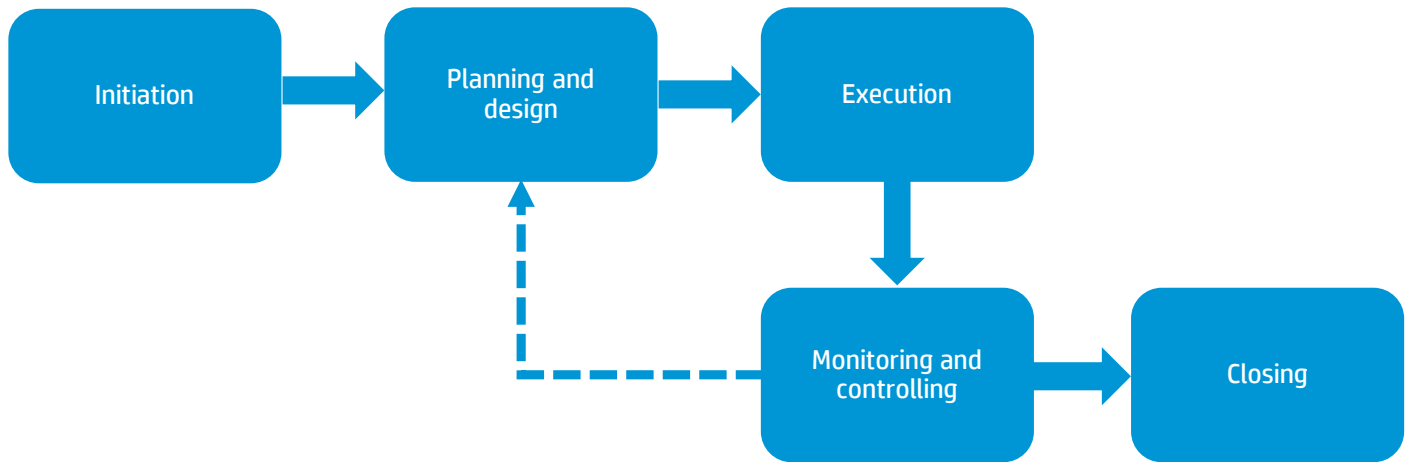 Initiation
Planning and
design
Execution
Monitoring and
controlling
Closing